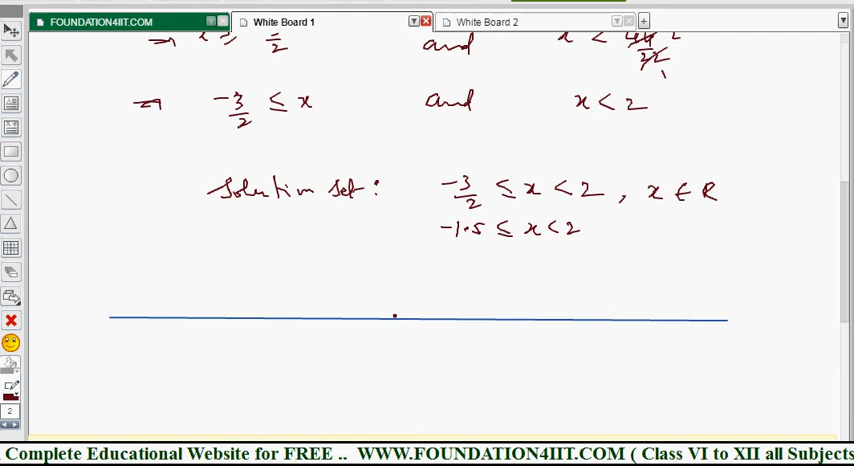 FOUNDATION4IIT.COM White Board 1 White Board 2
and x <
-3/2 ≤ x and x < 2
Solution set: -3/2 ≤ x < 2, x ∈ R
-1.5 ≤ x < 2
2
Complete Educational Website for FREE .. WWW.FOUNDATION4IIT.COM ( Class VI to XII all Subjects